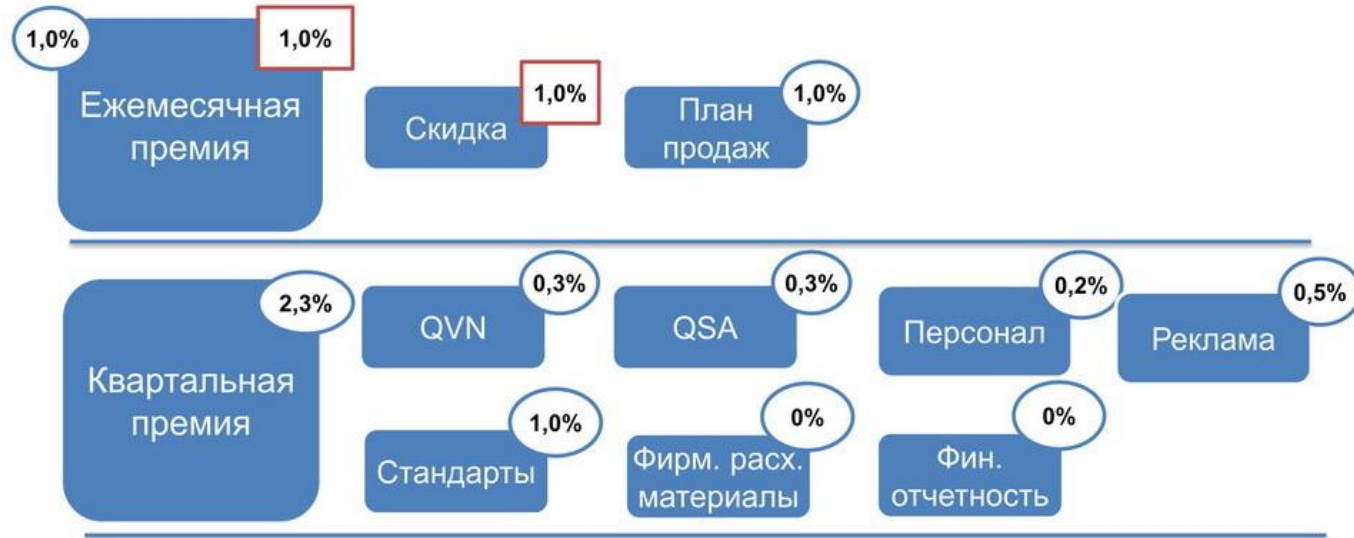 1,0%
1,0%
Ежемесячная
премия
1,0%
Скидка
1,0%
План
продаж
2,3%
Квартальная
премия
0,3%
QVN
0,3%
QSA
0,2%
Персонал
0,5%
Реклама
1,0%
Стандарты
0%
Фирм. расх.
материалы
0%
Фин.
отчетность